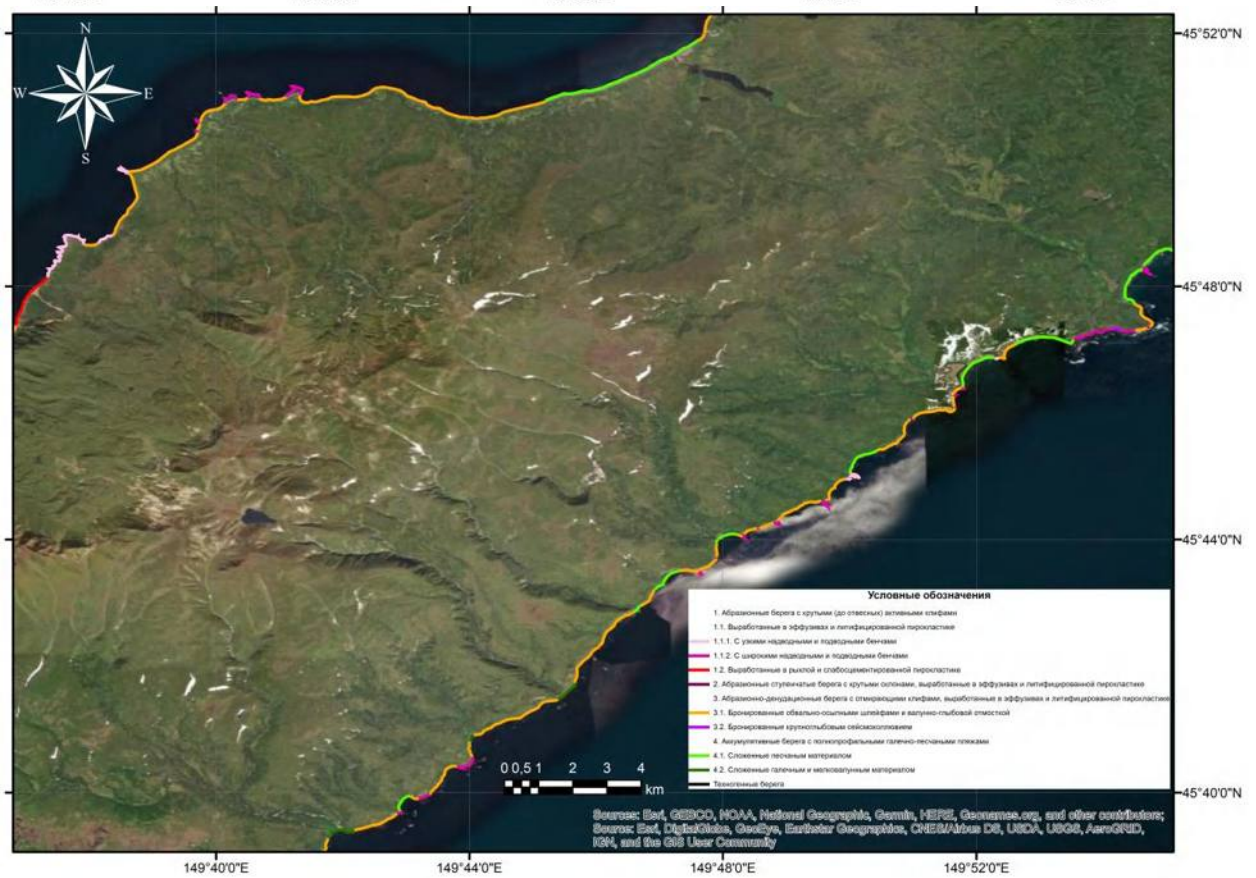 N
W E
S
45°52'0"N
45°48'0"N
45°44'0"N
45°40'0"N
Условные обозначения
1. Абразионные берега с крутыми (до отвесных) активными клифами
1.1. Выработанные в эффузивах и литифицированной пирокластике
1.1.1. С узкими надводными и подводными бенчами
1.1.2. С широкими надводными и подводными бенчами
1.2. Выработанные в рыхлой и слабосцементированной пирокластике
2. Абразионные ступенчатые берега с крутыми склонами, выработанные в эффузивах и литифицированной пирокластике
3. Абразионно-денудационные берега с отмирающими клифами, выработанные в эффузивах и литифицированной пирокластике
3.1. Бронированные обвально-осыпными шлейфами и валунно-глыбовой отмосткой
3.2. Бронированные крупноглыбовым сейсмоколлювием
4. Аккумулятивные берега с полнопрофильными галечно-песчаными пляжами
4.1. Сложенные песчаным материалом
4.2. Сложенные галечным и мелковалунным материалом
Техногенные берега
0 0,5 1 2 3 4
km
Sources: Esri, GEBCO, NOAA, National Geographic, Garmin, HERE, Geonames.org, and other contributors;
Source: Esri, DigitalGlobe, GeoEye, Earthstar Geographics, CNES/Airbus DS, USDA, USGS, AeroGRID,
IGN, and the GIS User Community
149°40'0"E 149°44'0"E 149°48'0"E 149°52'0"E